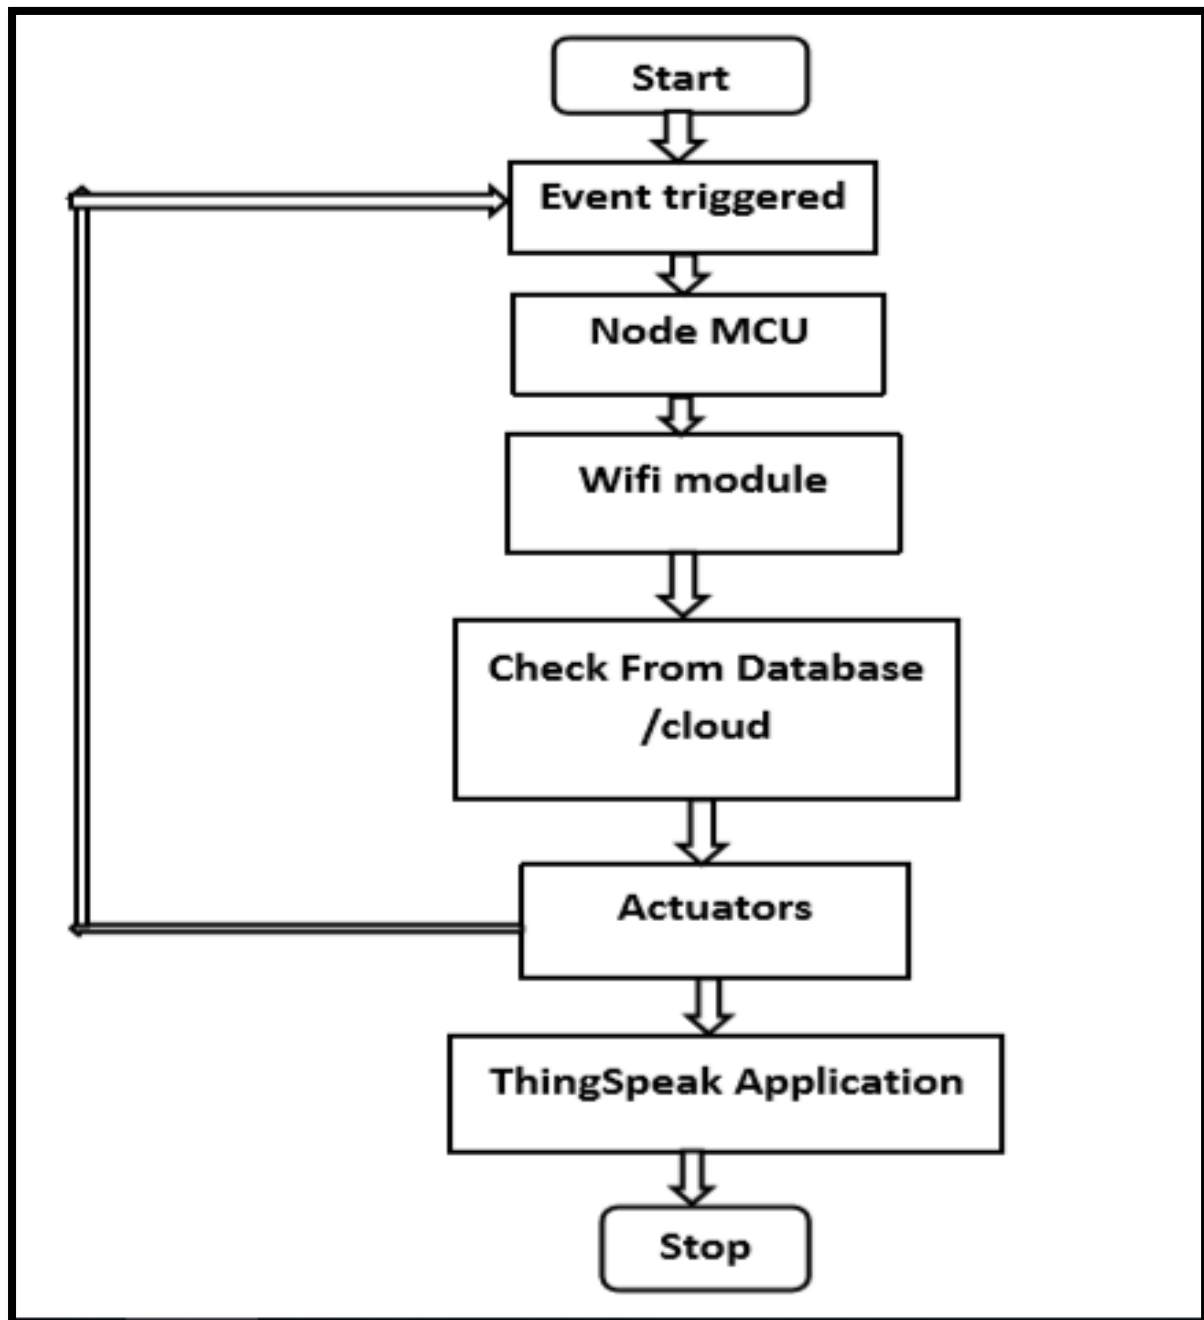 Start
Event triggered
Node MCU
Wifi module
Check From Database
/cloud
Actuators
ThingSpeak Application
Stop